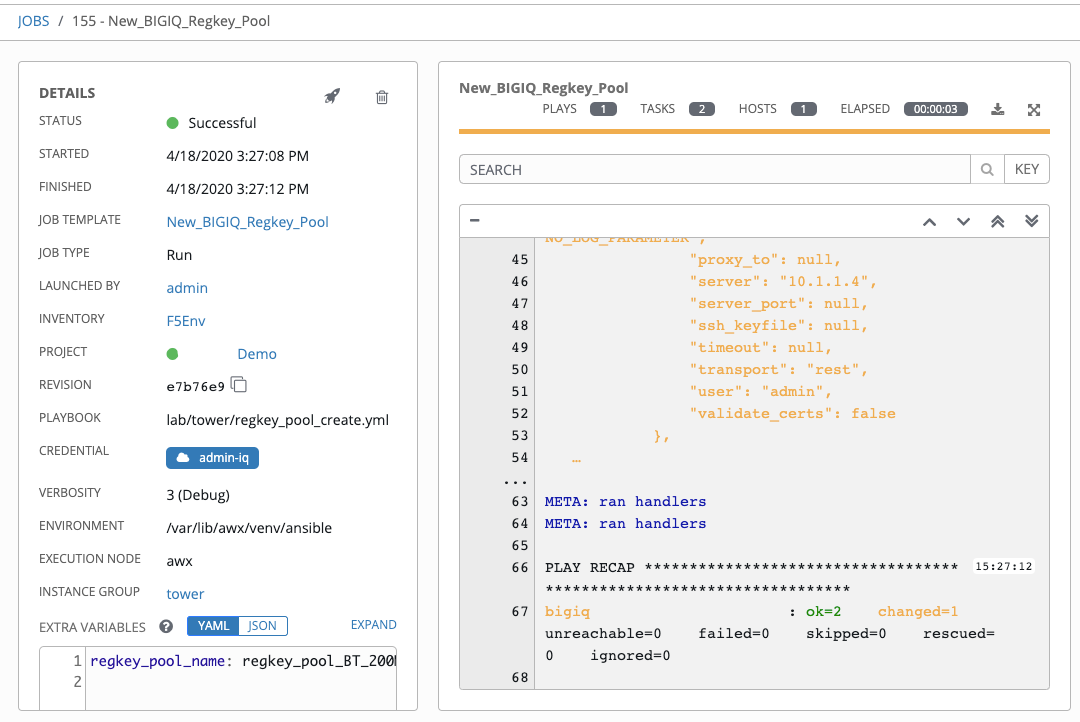 JOBS / 155 - New_BIGIQ_Regkey_Pool
DETAILS
STATUS Successful
STARTED 4/18/2020 3:27:08 PM
FINISHED 4/18/2020 3:27:12 PM
JOB TEMPLATE New_BIGIQ_Regkey_Pool
JOB TYPE Run
LAUNCHED BY admin
INVENTORY F5Env
PROJECT Demo
REVISION e7b76e9
PLAYBOOK lab/tower/regkey_pool_create.yml
CREDENTIAL admin-iq
VERBOSITY 3 (Debug)
ENVIRONMENT /var/lib/awx/venv/ansible
EXECUTION NODE awx
INSTANCE GROUP tower
EXTRA VARIABLES ? YAML JSON EXPAND
1 regkey_pool_name: regkey_pool_BT_200
2
New_BIGIQ_Regkey_Pool
PLAYS 1 TASKS 2 HOSTS 1 ELAPSED 00:00:03
SEARCH KEY
NO_LOG_PARAMETER",
45 "proxy_to": null,
46 "server": "10.1.1.4",
47 "server_port": null,
48 "ssh_keyfile": null,
49 "timeout": null,
50 "transport": "rest",
51 "user": "admin",
52 "validate_certs": false
53 },
54 …
...
63 META: ran handlers
64 META: ran handlers
65
66 PLAY RECAP *********************************** 15:27:12
**********************************
67 bigiq : ok=2 changed=1
unreachable=0 failed=0 skipped=0 rescued=
0 ignored=0
68